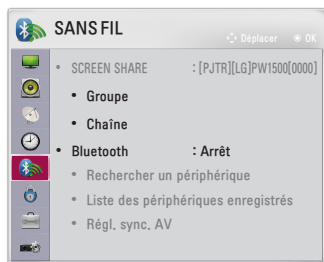 SANS FIL
Déplacer OK
• SCREEN SHARE : [PJTR][LG]PW1500[0000]
• Groupe
• Chaîne
• Bluetooth : Arrêt
• Rechercher un périphérique
• Liste des périphériques enregistrés
• Régl. sync. AV